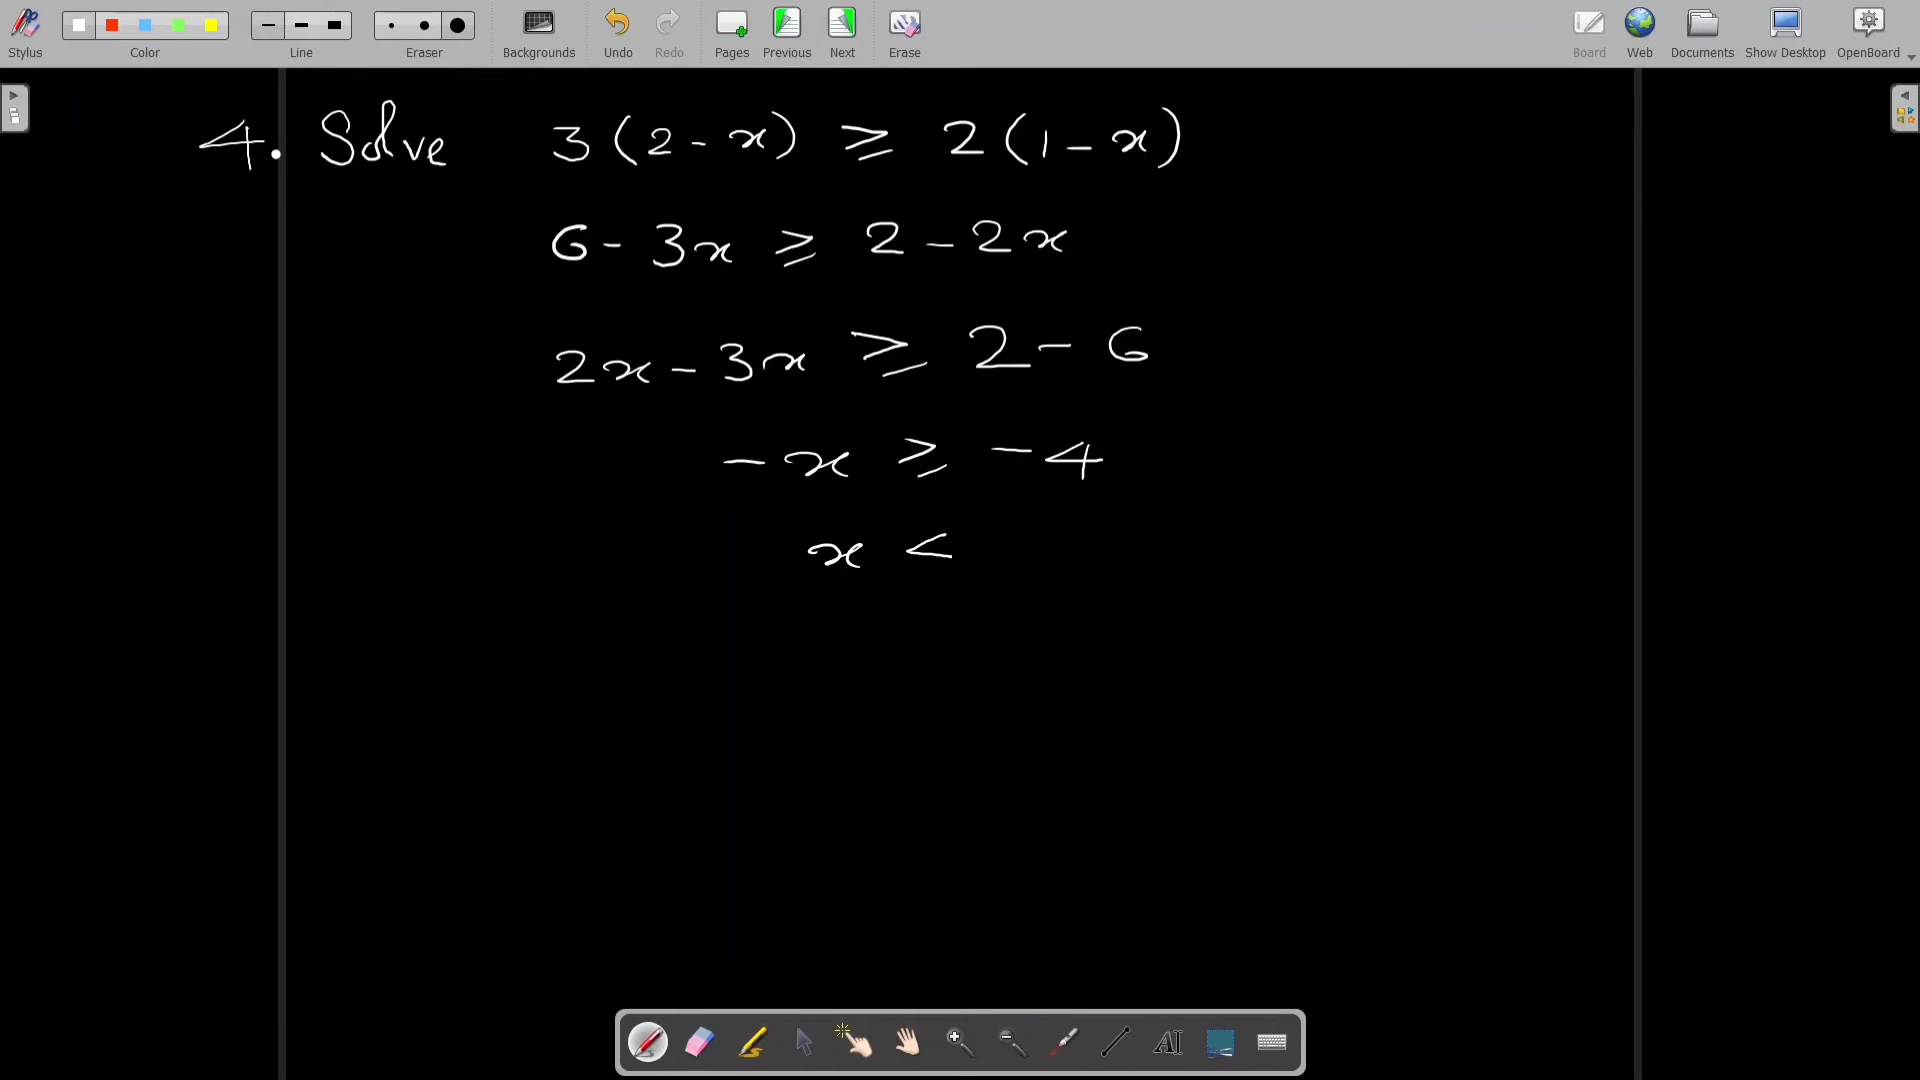 Stylus Color Line Eraser Backgrounds Undo Redo Pages Previous Next Erase Board Web Documents Show Desktop OpenBoard
4. Solve 3(2-x) ≥ 2(1-x)
6-3x ≥ 2-2x
2x-3x ≥ 2-6
-x ≥ -4
x <
AI